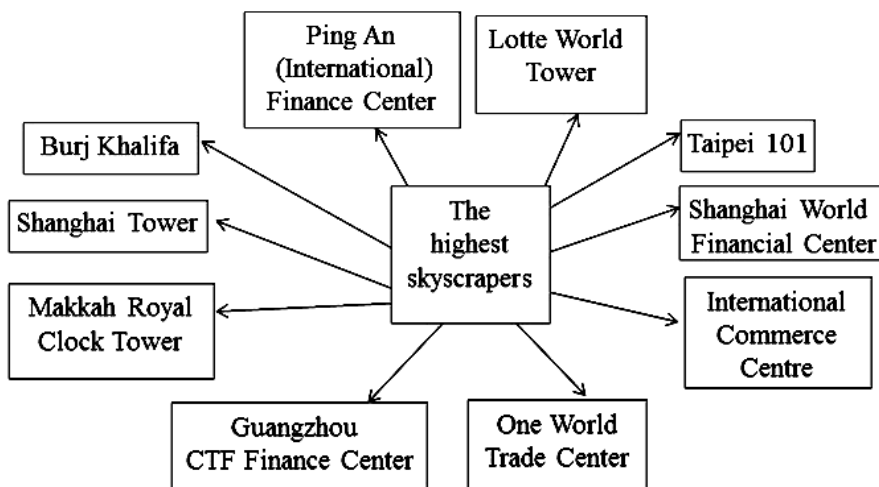 Ping An
(International)
Finance Center
Lotte World
Tower
Burj Khalifa
Taipei 101
Shanghai Tower
The
highest
skyscrapers
Shanghai World
Financial Center
Makkah Royal
Clock Tower
International
Commerce
Centre
Guangzhou
CTF Finance Center
One World
Trade Center